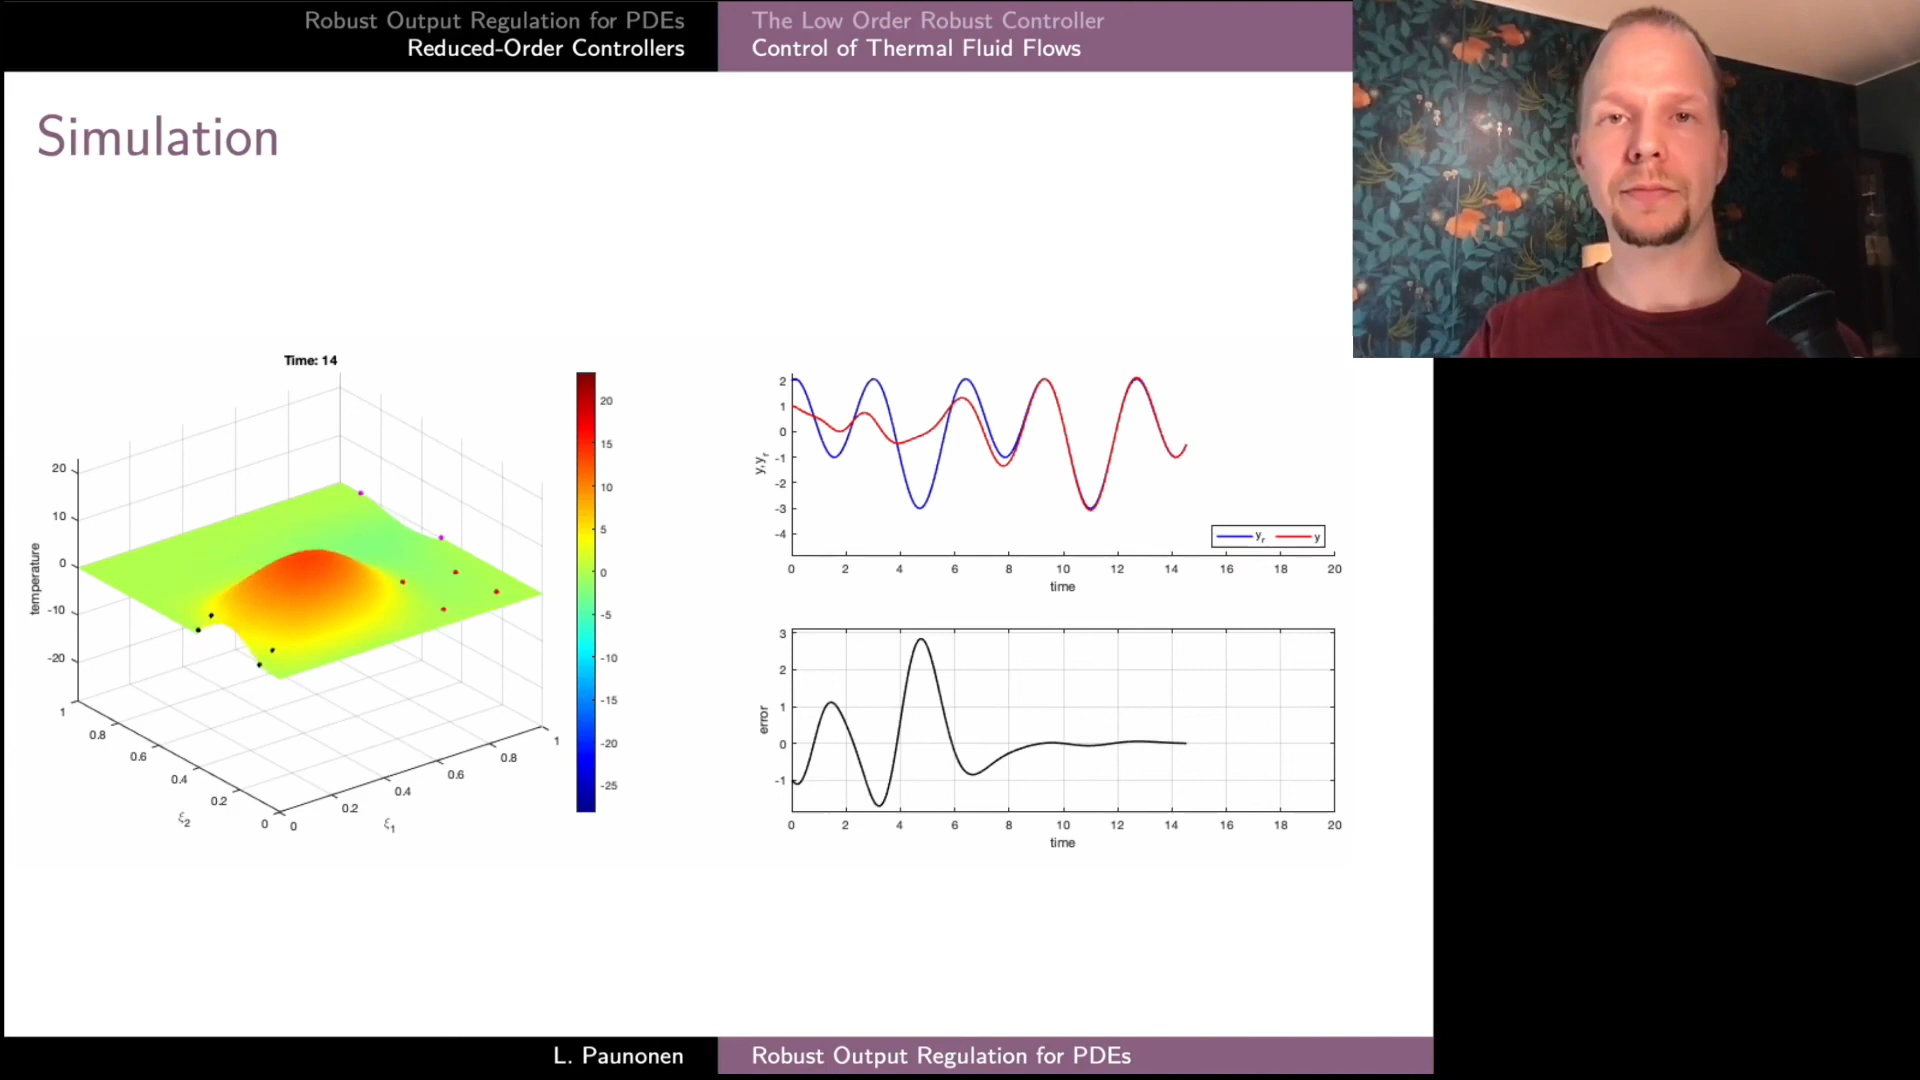 Robust Output Regulation for PDEs
Reduced-Order Controllers
The Low Order Robust Controller
Control of Thermal Fluid Flows
Simulation
Time: 14
temperature
20
10
0
-10
-20
1
0.8
0.6
0.4
0.2
0
ξ2
0
0.2
0.4
0.6
0.8
1
ξ1
20
15
10
5
0
-5
-10
-15
-20
-25
y,yr
2
1
0
-1
-2
-3
-4
yr y
0 2 4 6 8 10 12 14 16 18 20
time
error
3
2
1
0
-1
0 2 4 6 8 10 12 14 16 18 20
time
L. Paunonen
Robust Output Regulation for PDEs